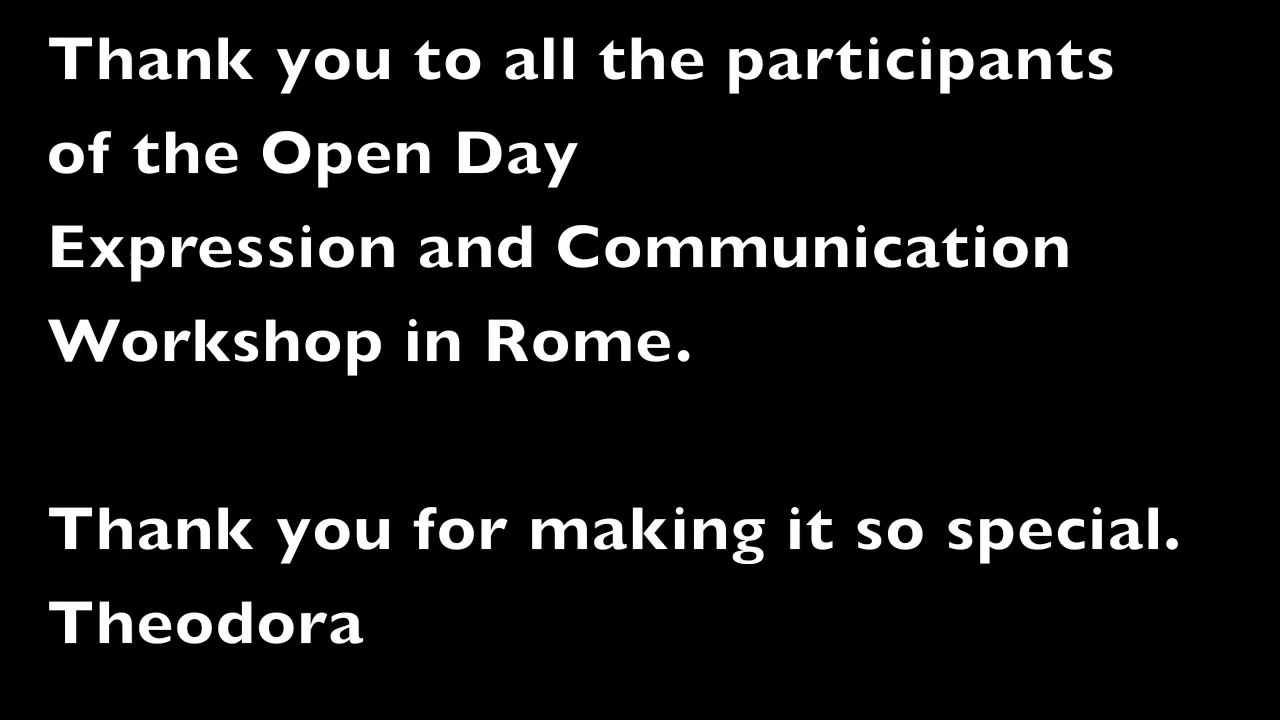 Thank you to all the participants
of the Open Day
Expression and Communication
Workshop in Rome.
Thank you for making it so special.
Theodora